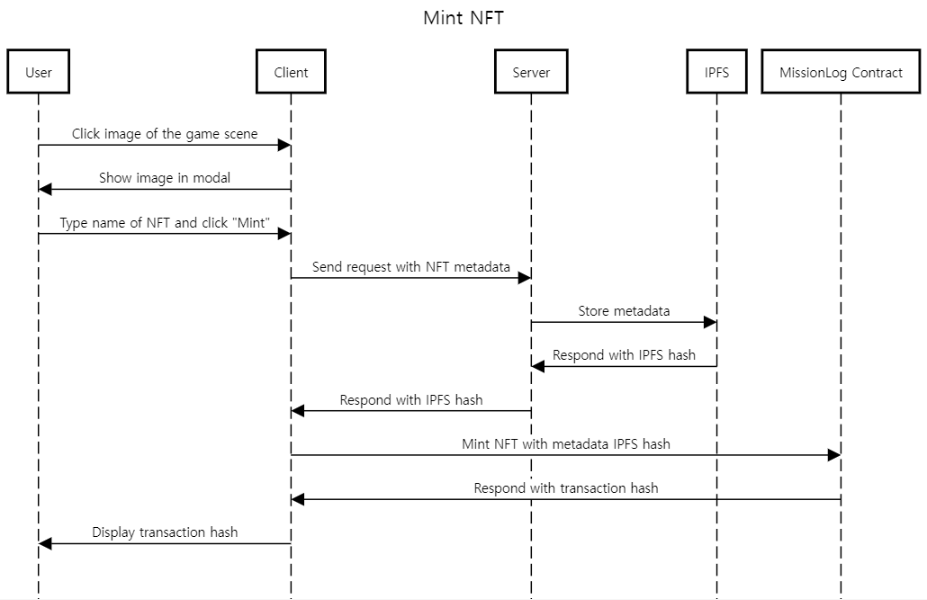 Mint NFT
User
Client
Server
IPFS
MissionLog Contract
Click image of the game scene
Show image in modal
Type name of NFT and click "Mint"
Send request with NFT metadata
Store metadata
Respond with IPFS hash
Respond with IPFS hash
Mint NFT with metadata IPFS hash
Respond with transaction hash
Display transaction hash